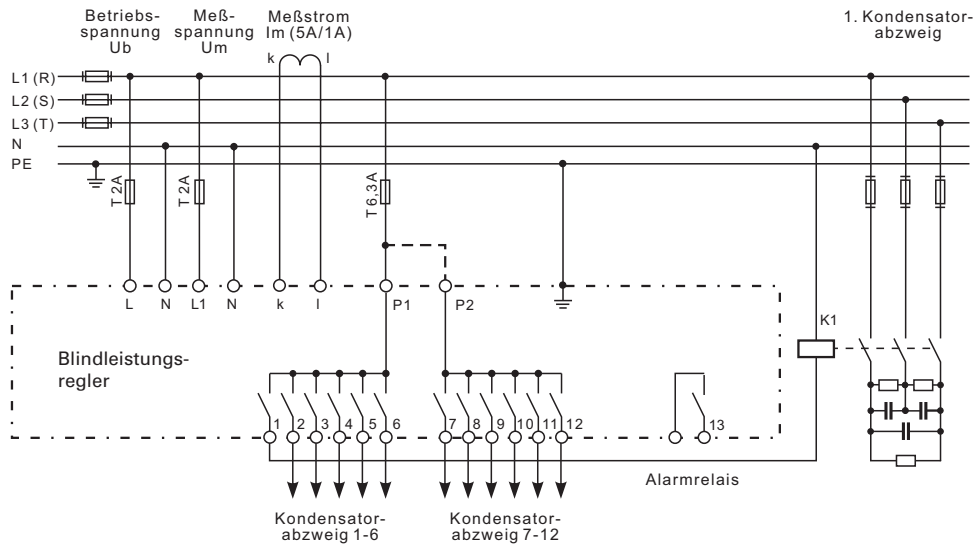 Betriebs-
spannung
Ub
Meß-
spannung
Um
Meßstrom
Im (5A/1A)
k l
1. Kondensator-
abzweig
L1 (R)
L2 (S)
L3 (T)
N
PE
T 2A
T 2A
T 6,3A
L N L1 N k l P1 P2
K1
Blindleistungs-
regler
1 2 3 4 5 6 7 8 9 10 11 12 13
Alarmrelais
Kondensator-
abzweig 1-6
Kondensator-
abzweig 7-12